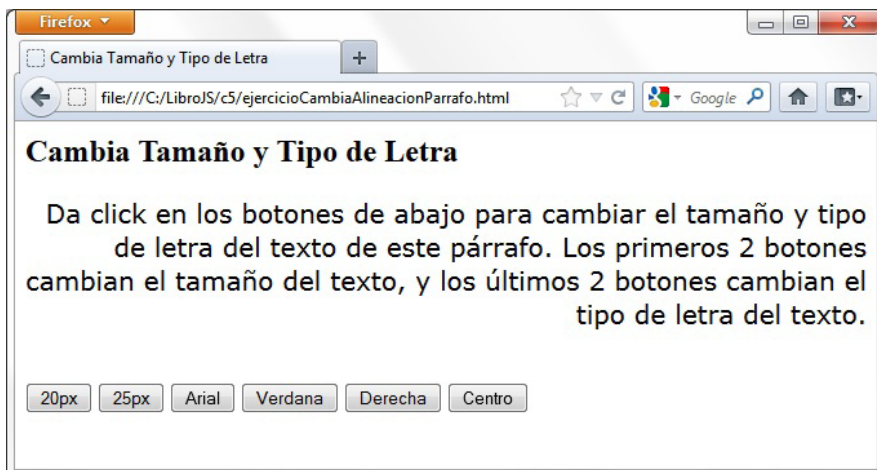 Firefox
Cambia Tamaño y Tipo de Letra
file:///C:/LibroJS/c5/ejercicioCambiaAlineacionParrafo.html
Google
Cambia Tamaño y Tipo de Letra
Da click en los botones de abajo para cambiar el tamaño y tipo
de letra del texto de este párrafo. Los primeros 2 botones
cambian el tamaño del texto, y los últimos 2 botones cambian el
tipo de letra del texto.
20px 25px Arial Verdana Derecha Centro